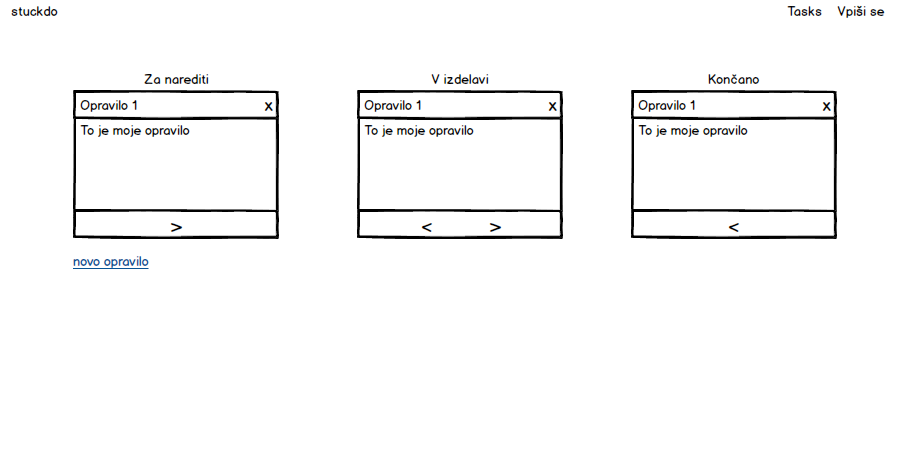 stuckdo
Tasks Vpiši se
Za narediti
Opravilo 1 x
To je moje opravilo
>
novo opravilo
V izdelavi
Opravilo 1 x
To je moje opravilo
< >
Končano
Opravilo 1 x
To je moje opravilo
<